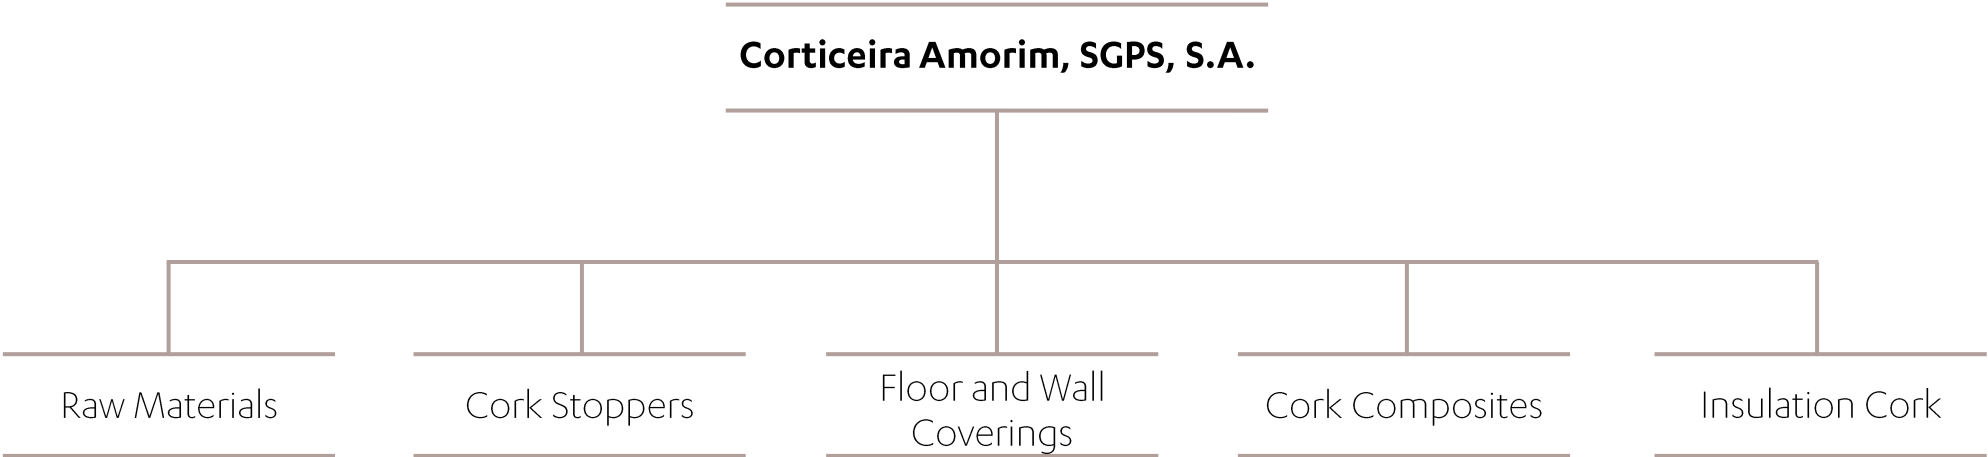 Corticeira Amorim, SGPS, S.A.
Raw Materials
Cork Stoppers
Floor and Wall
Coverings
Cork Composites
Insulation Cork